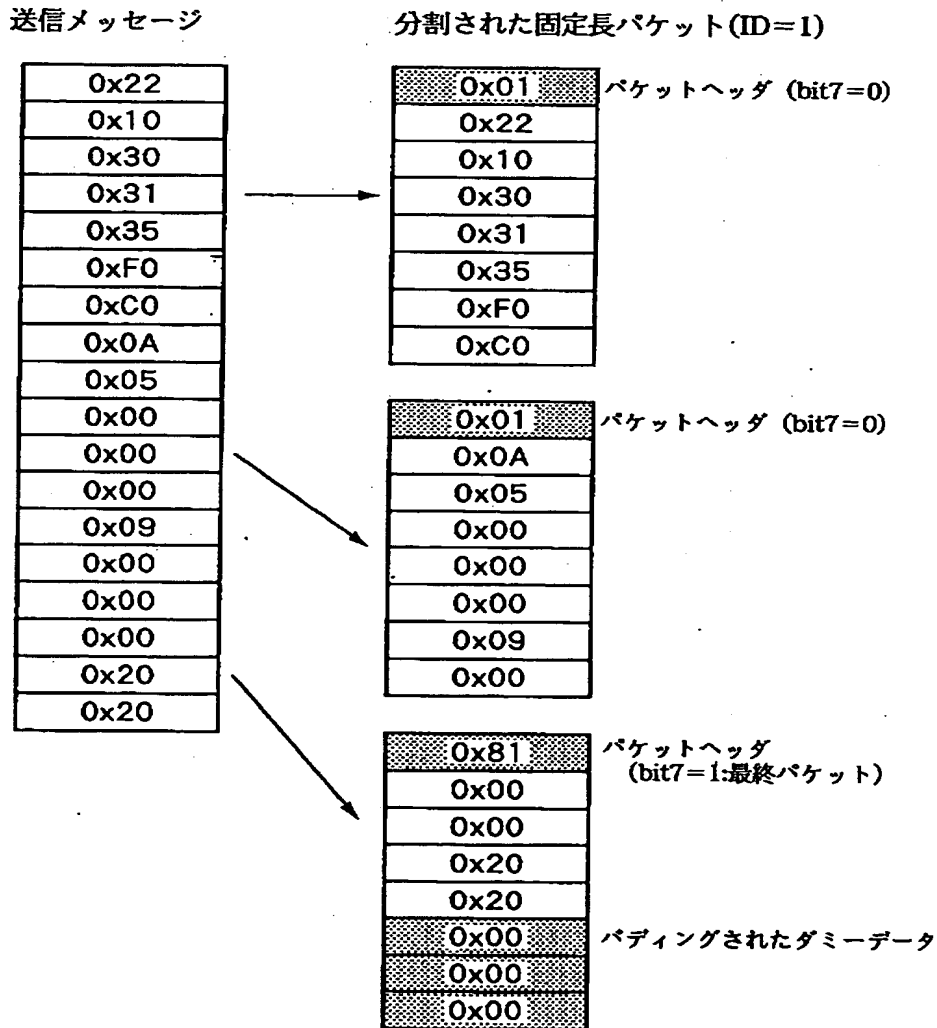 送信メッセージ
0x22
0x10
0x30
0x31
0x35
0xF0
0xC0
0x0A
0x05
0x00
0x00
0x00
0x09
0x00
0x00
0x00
0x20
0x20
分割された固定長パケット(ID=1)
0x01 パケットヘッダ (bit7=0)
0x22
0x10
0x30
0x31
0x35
0xF0
0xC0
0x01 パケットヘッダ (bit7=0)
0x0A
0x05
0x00
0x00
0x00
0x09
0x00
0x81 パケットヘッダ
(bit7=1:最終パケット)
0x00
0x00
0x20
0x20
0x00 パディングされたダミーデータ
0x00
0x00